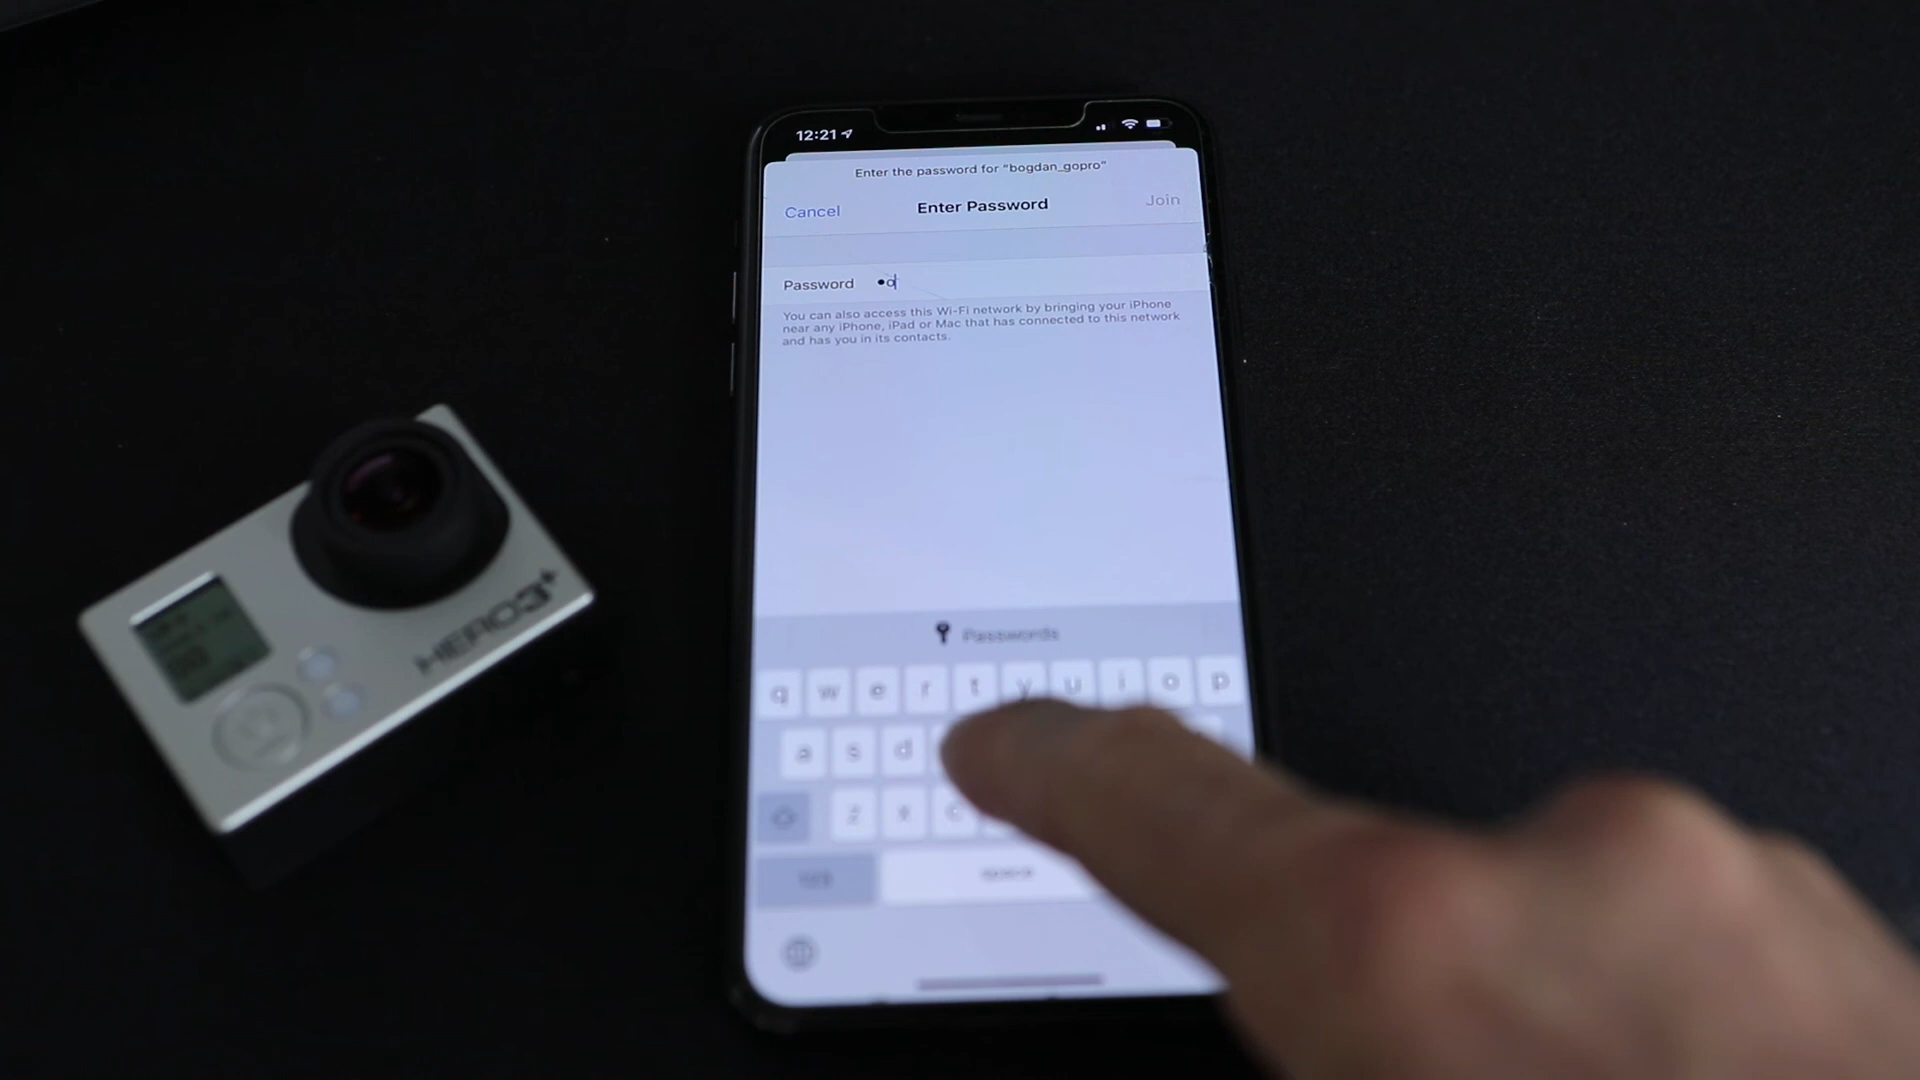 12:21
Enter the password for "bogdan_gopro"
Cancel
Enter Password
Join
Password •o
You can also access this Wi-Fi network by bringing your iPhone
near any iPhone, iPad or Mac that has connected to this network
and has you in its contacts.
Passwords
q w e r t y u i o p
a s d
z x c
123 space
HERO3+